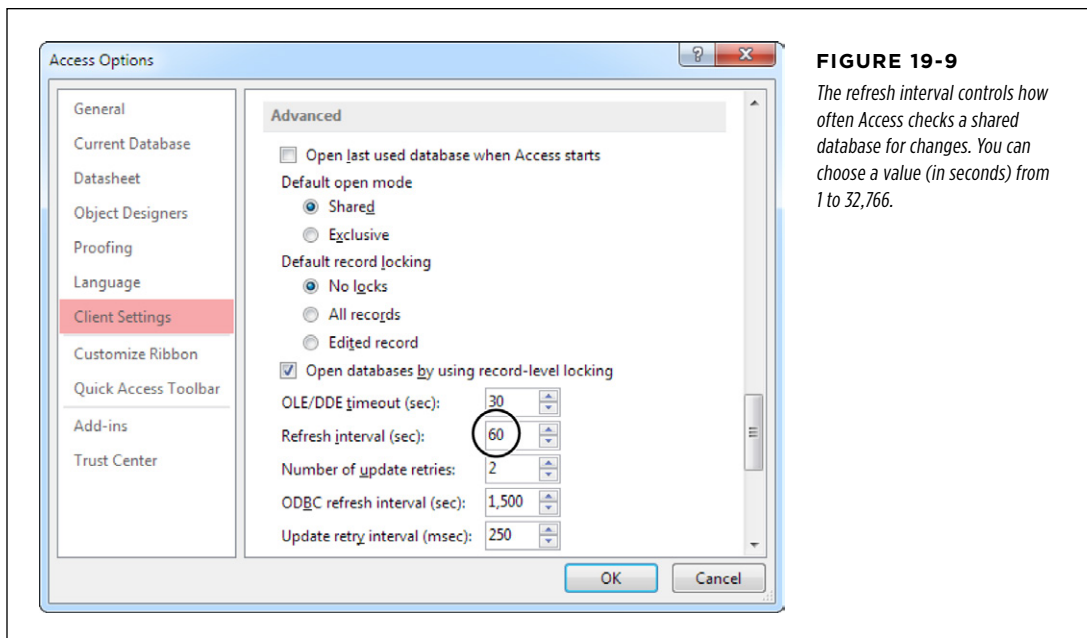 Access Options
General
Current Database
Datasheet
Object Designers
Proofing
Language
Client Settings
Customize Ribbon
Quick Access Toolbar
Add-ins
Trust Center
Advanced
Open last used database when Access starts
Default open mode
Shared
Exclusive
Default record locking
No locks
All records
Edited record
Open databases by using record-level locking
OLE/DDE timeout (sec): 30
Refresh interval (sec): 60
Number of update retries: 2
ODBC refresh interval (sec): 1,500
Update retry interval (msec): 250
OK Cancel
FIGURE 19-9
The refresh interval controls how
often Access checks a shared
database for changes. You can
choose a value (in seconds) from
1 to 32,766.